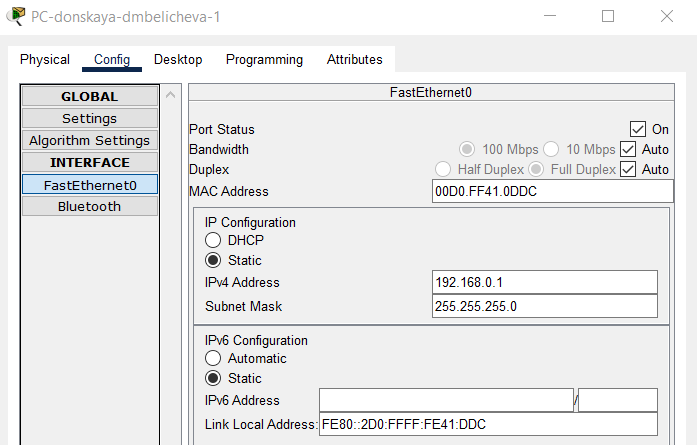 PC-donskaya-dmbelicheva-1
Physical Config Desktop Programming Attributes
GLOBAL
Settings
Algorithm Settings
INTERFACE
FastEthernet0
Bluetooth
FastEthernet0
Port Status On
Bandwidth 100 Mbps 10 Mbps Auto
Duplex Half Duplex Full Duplex Auto
MAC Address 00D0.FF41.0DDC
IP Configuration
DHCP
Static
IPv4 Address 192.168.0.1
Subnet Mask 255.255.255.0
IPv6 Configuration
Automatic
Static
IPv6 Address /
Link Local Address: FE80::2D0:FFFF:FE41:DDC